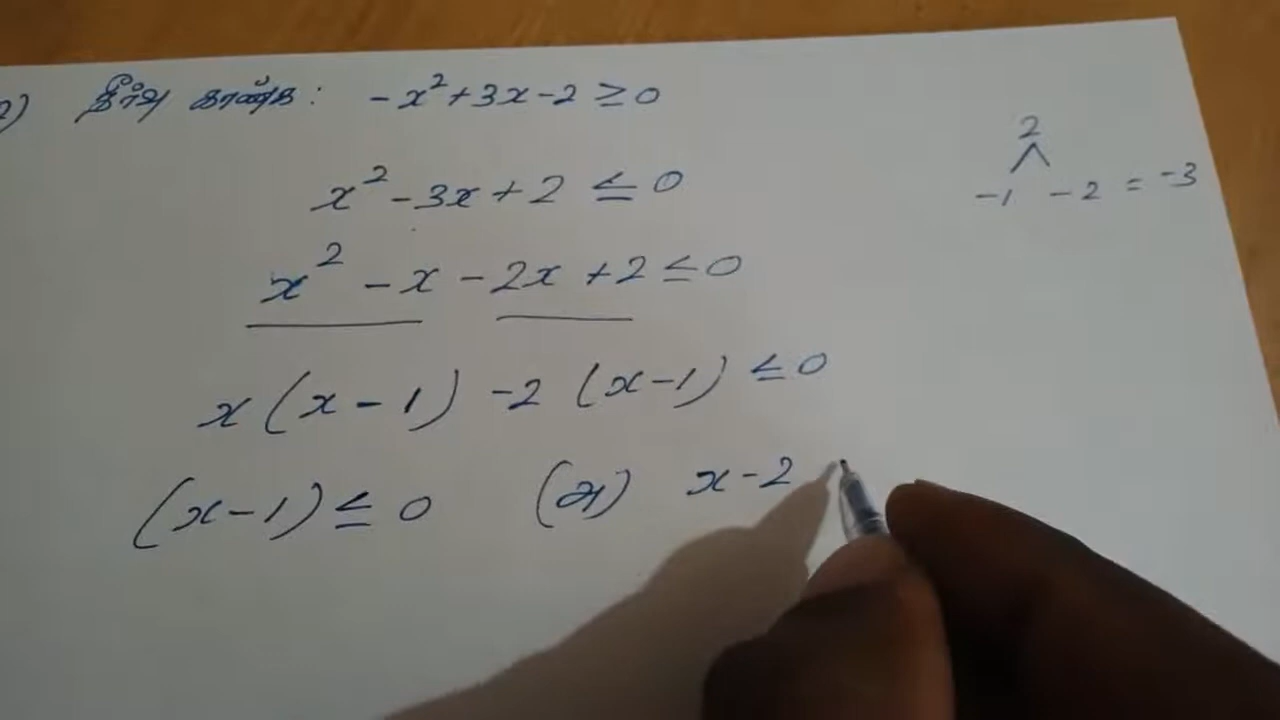 2) தீர்வு காண்க : -x²+3x-2 ≥ 0
x² -3x + 2 ≤ 0
x² - x - 2x + 2 ≤ 0
x (x - 1) -2 (x-1) ≤ 0
(x-1) ≤ 0 (அ) x-2
2
-1 -2 = -3